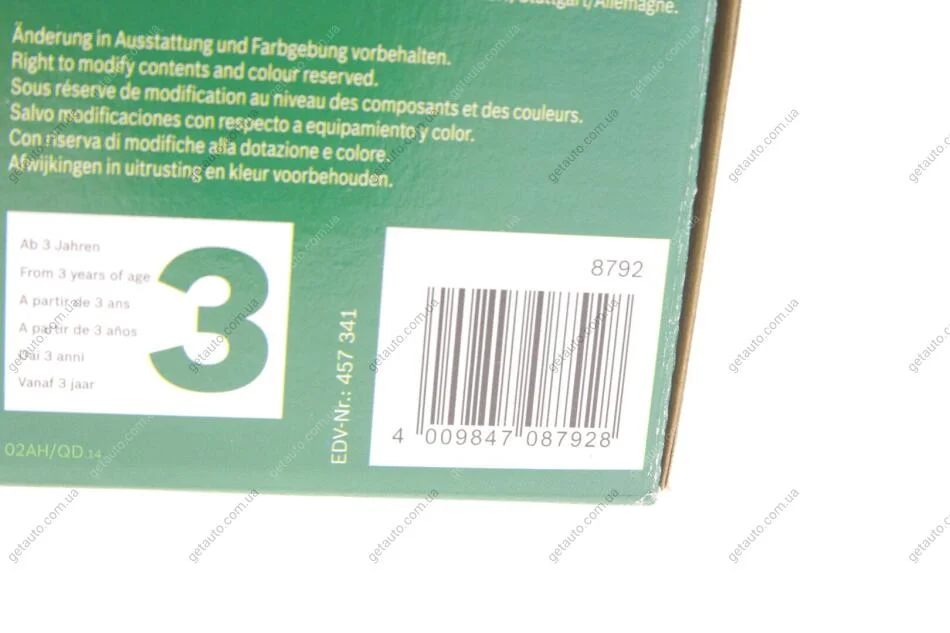 Stuttgart/Allemagne.
Änderung in Ausstattung und Farbgebung vorbehalten.
Right to modify contents and colour reserved.
Sous réserve de modification au niveau des composants et des couleurs.
Salvo modificaciones con respecto a equipamiento y color.
Con riserva di modifiche alla dotazione e colore.
Afwijkingen in uitrusting en kleur voorbehouden.
Ab 3 Jahren
From 3 years of age
A partir de 3 ans
A partir de 3 años
Dai 3 anni
Vanaf 3 jaar
3
02AH/QD.14
EDV-Nr.: 457 341
8792
4 009847 087928
getauto.com.ua